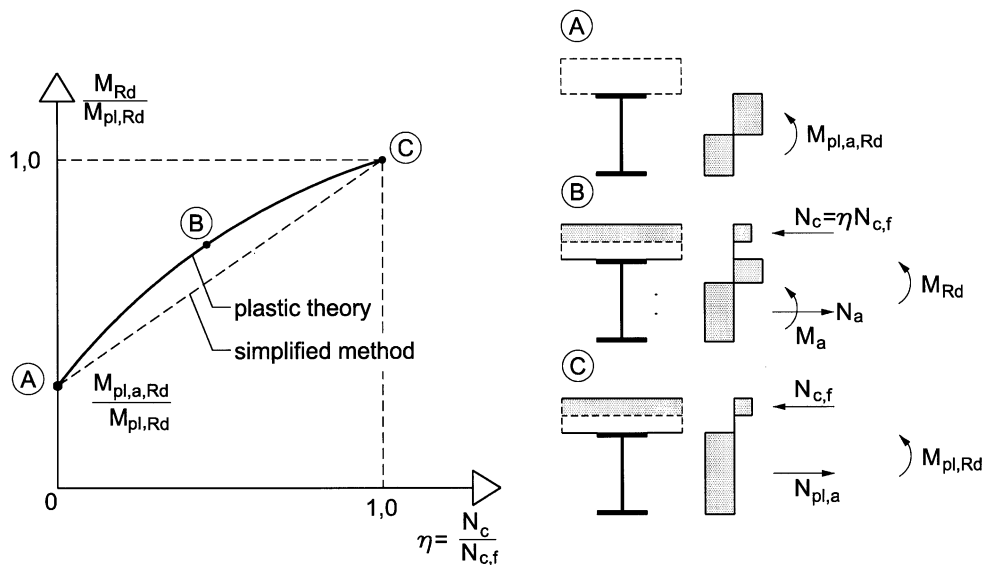 M_Rd
M_pl,Rd
1,0
C
B
plastic theory
simplified method
A
M_pl,a,Rd
M_pl,Rd
0
1,0
η = N_c
N_c,f
A
M_pl,a,Rd
B
N_c=ηN_c,f
M_Rd
N_a
M_a
C
N_c,f
M_pl,Rd
N_pl,a